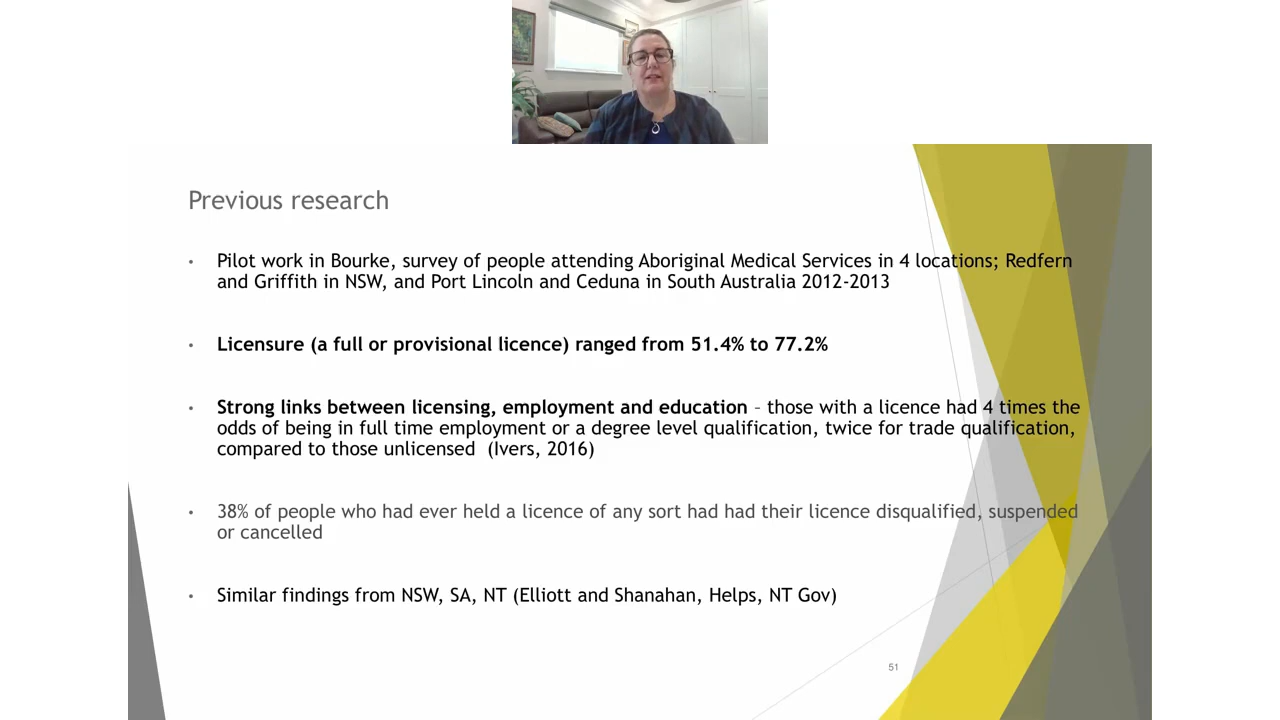 Previous research
• Pilot work in Bourke, survey of people attending Aboriginal Medical Services in 4 locations; Redfern
and Griffith in NSW, and Port Lincoln and Ceduna in South Australia 2012-2013
• Licensure (a full or provisional licence) ranged from 51.4% to 77.2%
• Strong links between licensing, employment and education – those with a licence had 4 times the
odds of being in full time employment or a degree level qualification, twice for trade qualification,
compared to those unlicensed (Ivers, 2016)
• 38% of people who had ever held a licence of any sort had had their licence disqualified, suspended
or cancelled
• Similar findings from NSW, SA, NT (Elliott and Shanahan, Helps, NT Gov)
51